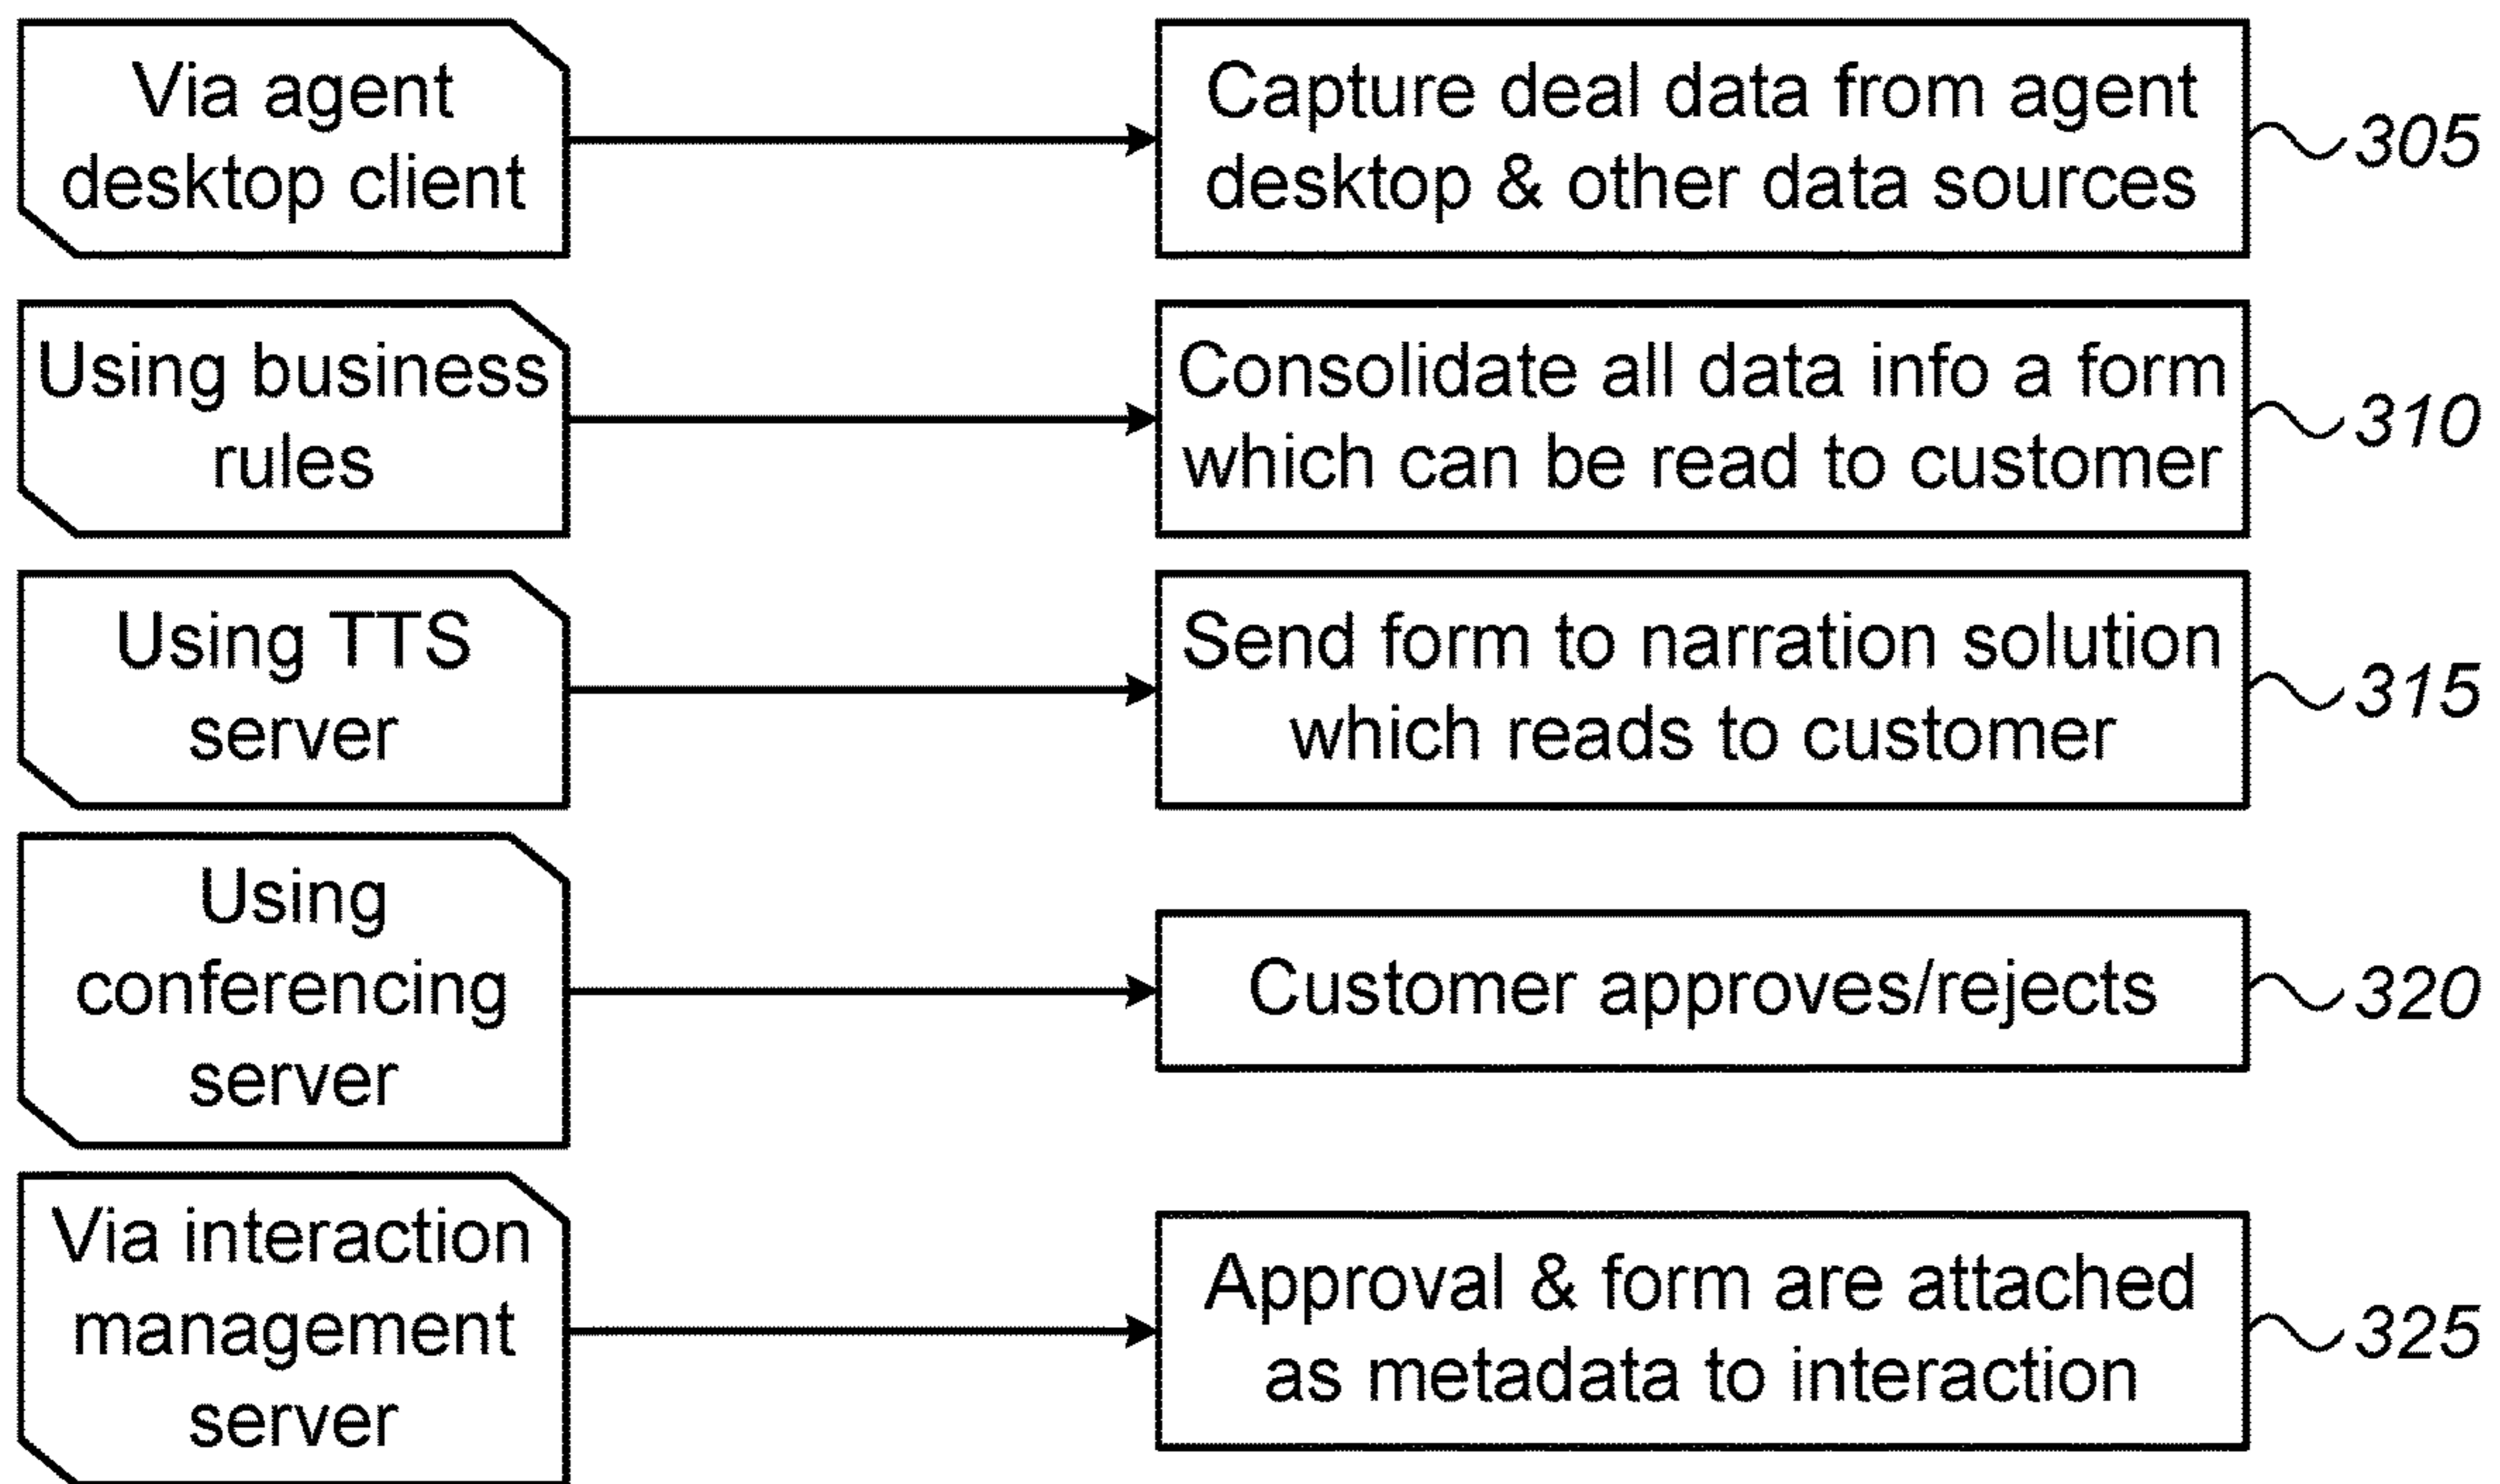 Via agent
desktop client
Capture deal data from agent
desktop & other data sources
305
Using business
rules
Consolidate all data info a form
which can be read to customer
310
Using TTS
server
Send form to narration solution
which reads to customer
315
Using
conferencing
server
Customer approves/rejects
320
Via interaction
management
server
Approval & form are attached
as metadata to interaction
325